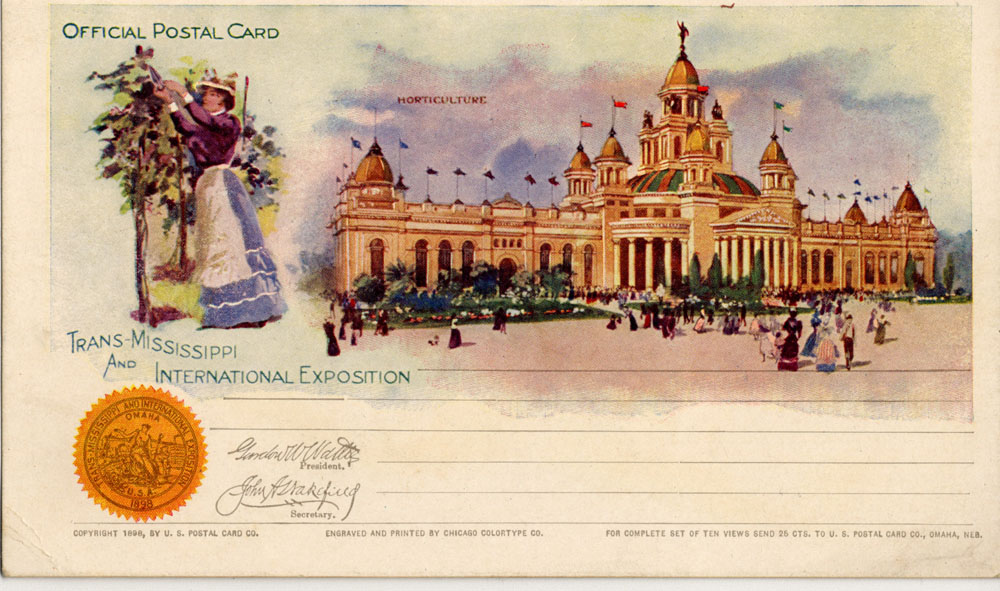 OFFICIAL POSTAL CARD
HORTICULTURE
TRANS-MISSISSIPPI
AND INTERNATIONAL EXPOSITION
TRANS-MISSISSIPPI AND INTERNATIONAL EXPOSITION
OMAHA
U.S.A.
1898
Gordon W. Wattles
President.
John A Wakefield
Secretary.
COPYRIGHT 1898, BY U. S. POSTAL CARD CO.
ENGRAVED AND PRINTED BY CHICAGO COLORTYPE CO.
FOR COMPLETE SET OF TEN VIEWS SEND 25 CTS. TO U. S. POSTAL CARD CO., OMAHA, NEB.